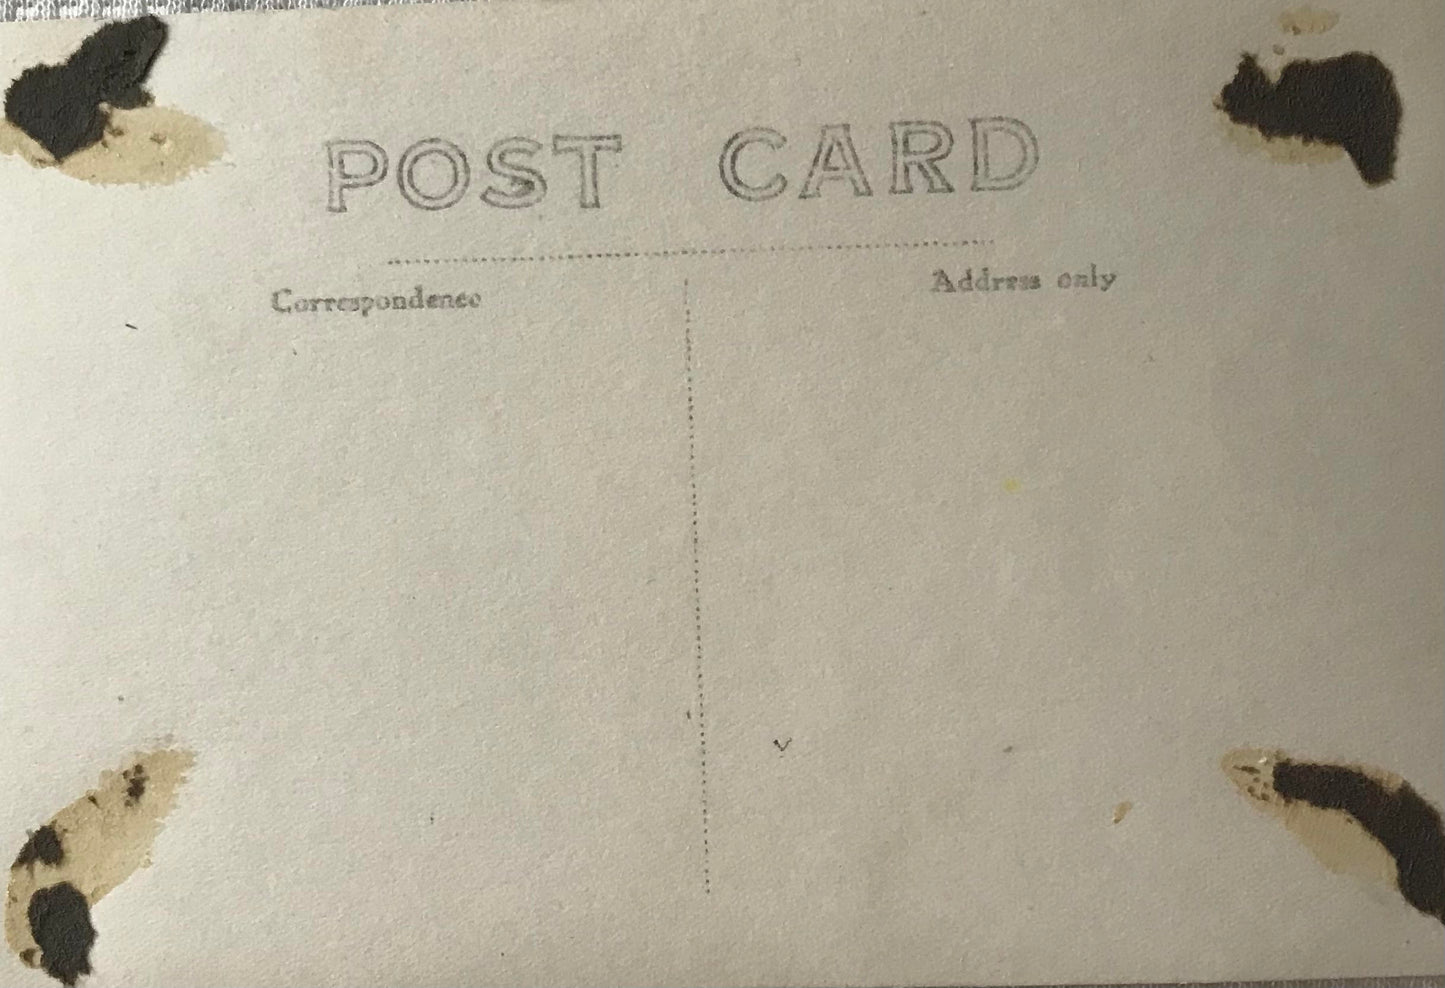 POST CARD
Correspondence
Address only